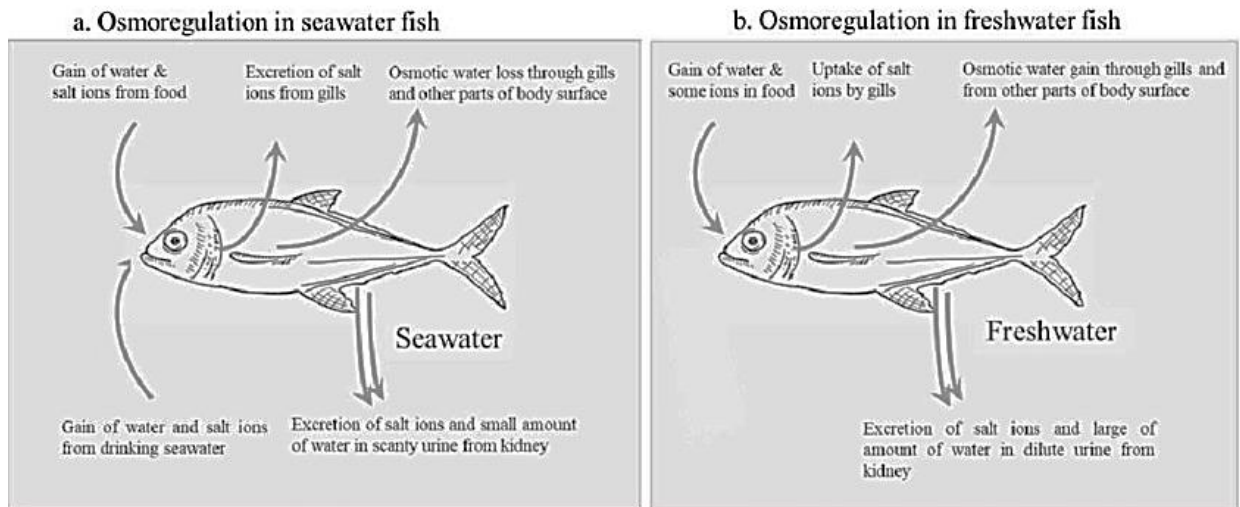 a. Osmoregulation in seawater fish
Gain of water &
salt ions from food
Excretion of salt
ions from gills
Osmotic water loss through gills
and other parts of body surface
Seawater
Gain of water and salt ions
from drinking seawater
Excretion of salt ions and small amount
of water in scanty urine from kidney
b. Osmoregulation in freshwater fish
Gain of water &
some ions in food
Uptake of salt
ions by gills
Osmotic water gain through gills and
from other parts of body surface
Freshwater
Excretion of salt ions and large of
amount of water in dilute urine from
kidney